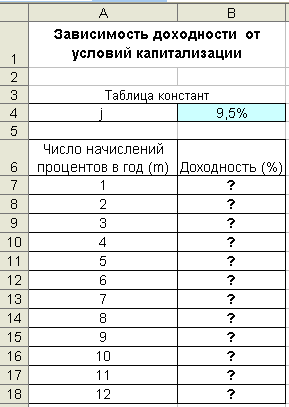 A B
1 Зависимость доходности от
условий капитализации
2
3 Таблица констант
4 j 9,5%
5
Число начислений
6 процентов в год (m) Доходность (%)
7 1 ?
8 2 ?
9 3 ?
10 4 ?
11 5 ?
12 6 ?
13 7 ?
14 8 ?
15 9 ?
16 10 ?
17 11 ?
18 12 ?